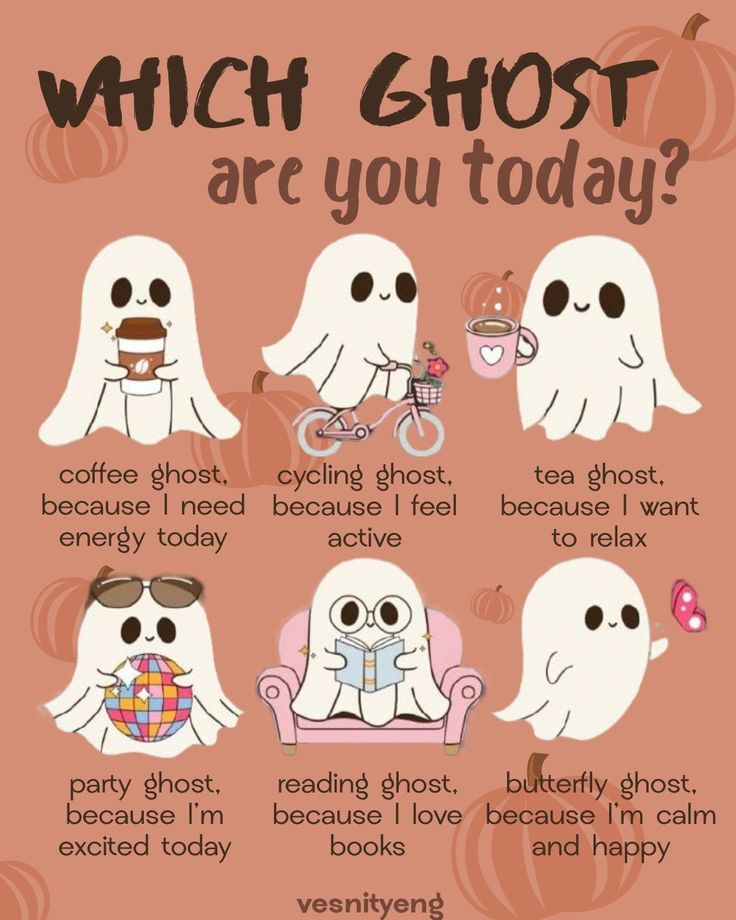 WHICH GHOST
are you today?
coffee ghost,
because I need
energy today
cycling ghost,
because I feel
active
tea ghost,
because I want
to relax
party ghost,
because I'm
excited today
reading ghost,
because I love
books
butterfly ghost,
because I'm calm
and happy
vesnityeng